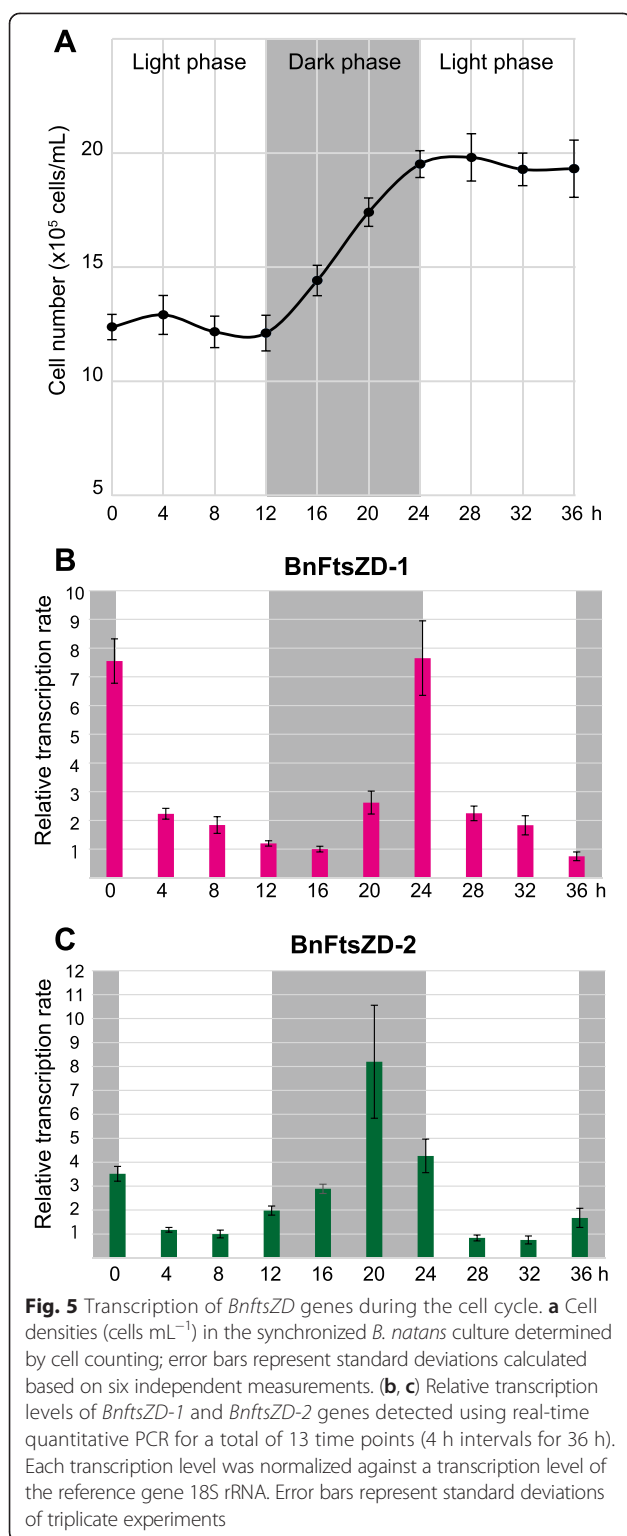 A
Light phase Dark phase Light phase
Cell number (x10⁵ cells/mL)
20
15
10
5
0 4 8 12 16 20 24 28 32 36 h
B
BnFtsZD-1
Relative transcription rate
10
9
8
7
6
5
4
3
2
1
0 4 8 12 16 20 24 28 32 36 h
C
BnFtsZD-2
Relative transcription rate
12
11
10
9
8
7
6
5
4
3
2
1
0 4 8 12 16 20 24 28 32 36 h
Fig. 5 Transcription of BnftsZD genes during the cell cycle. a Cell
densities (cells mL⁻¹) in the synchronized B. natans culture determined
by cell counting; error bars represent standard deviations calculated
based on six independent measurements. (b, c) Relative transcription
levels of BnftsZD-1 and BnftsZD-2 genes detected using real-time
quantitative PCR for a total of 13 time points (4 h intervals for 36 h).
Each transcription level was normalized against a transcription level of
the reference gene 18S rRNA. Error bars represent standard deviations
of triplicate experiments